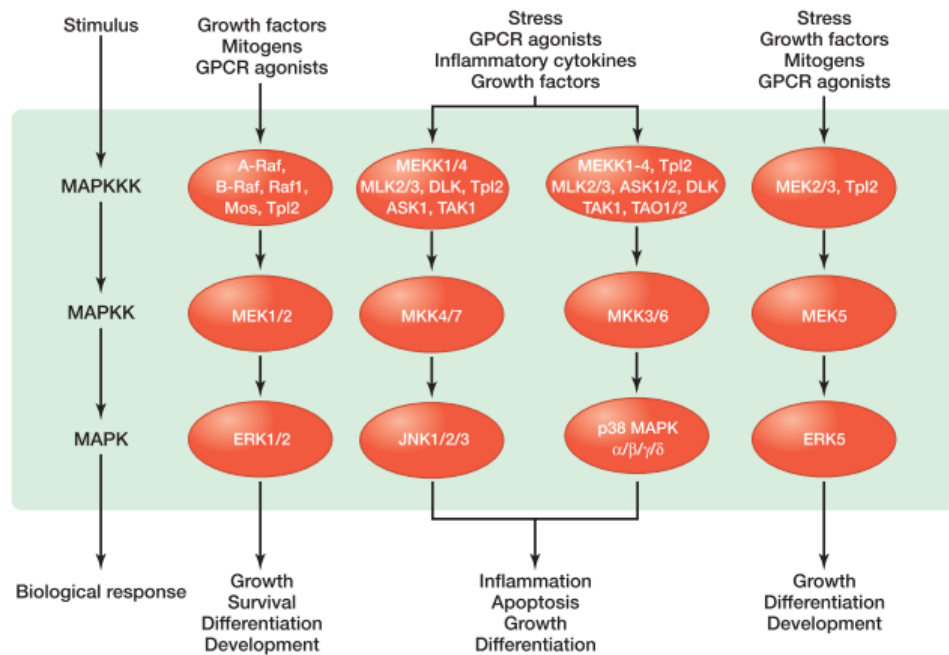 Stimulus
Growth factors
Mitogens
GPCR agonists
Stress
GPCR agonists
Inflammatory cytokines
Growth factors
Stress
Growth factors
Mitogens
GPCR agonists
MAPKKK
A-Raf,
B-Raf, Raf1,
Mos, Tpl2
MEKK1/4
MLK2/3, DLK, Tpl2
ASK1, TAK1
MEKK1-4, Tpl2
MLK2/3, ASK1/2, DLK
TAK1, TAO1/2
MEK2/3, Tpl2
MAPKK
MEK1/2
MKK4/7
MKK3/6
MEK5
MAPK
ERK1/2
JNK1/2/3
p38 MAPK
α/β/γ/δ
ERK5
Biological response
Growth
Survival
Differentiation
Development
Inflammation
Apoptosis
Growth
Differentiation
Growth
Differentiation
Development